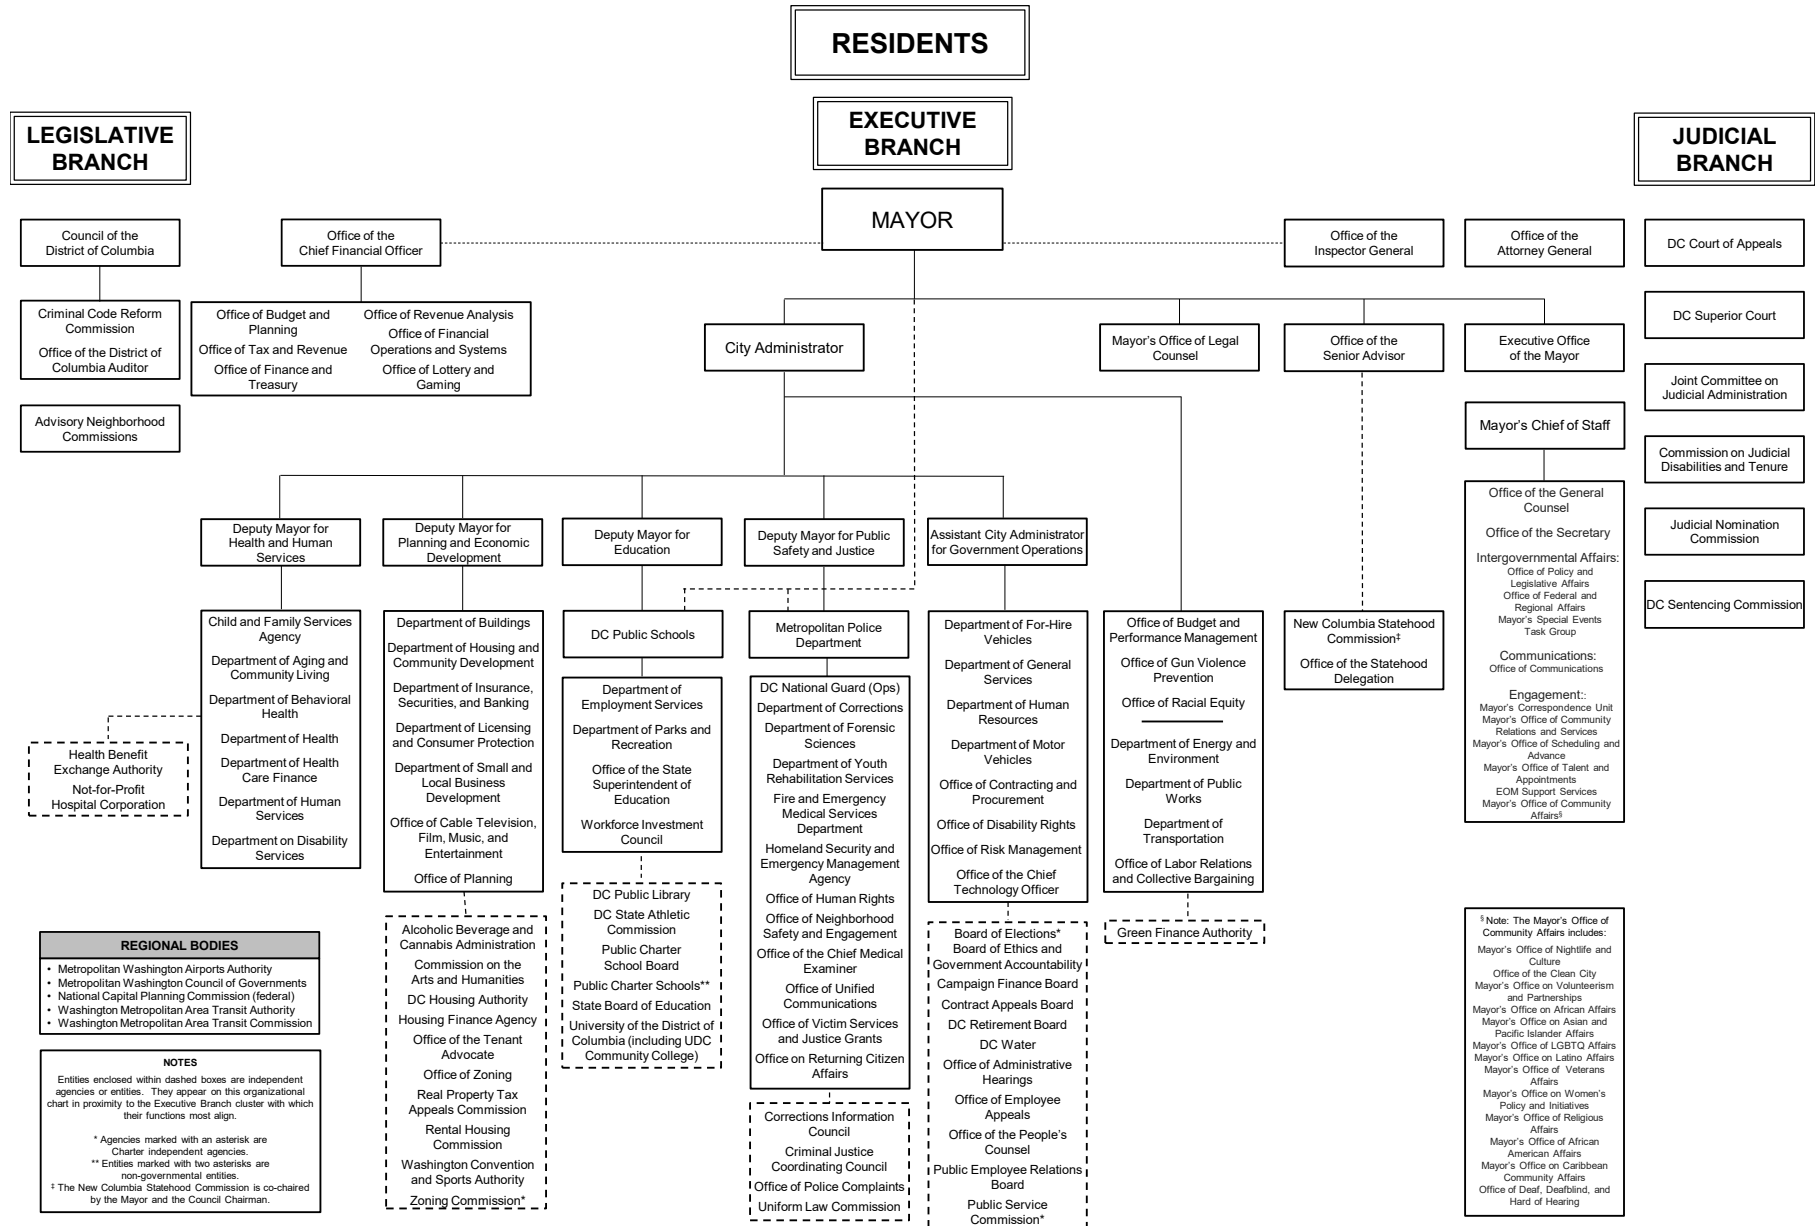 RESIDENTS
LEGISLATIVE
BRANCH
EXECUTIVE
BRANCH
JUDICIAL
BRANCH
MAYOR
Council of the
District of Columbia
Criminal Code Reform
Commission
Office of the District of
Columbia Auditor
Advisory Neighborhood
Commissions
Office of the
Chief Financial Officer
Office of Budget and
Planning
Office of Tax and Revenue
Office of Finance and
Treasury
Office of Revenue Analysis
Office of Financial
Operations and Systems
Office of Lottery and
Gaming
Office of the
Inspector General
Office of the
Attorney General
City Administrator
Mayor's Office of Legal
Counsel
Office of the
Senior Advisor
Executive Office
of the Mayor
Mayor's Chief of Staff
DC Court of Appeals
DC Superior Court
Joint Committee on
Judicial Administration
Commission on Judicial
Disabilities and Tenure
Judicial Nomination
Commission
DC Sentencing Commission
Deputy Mayor for
Health and Human
Services
Child and Family Services
Agency
Department of Aging and
Community Living
Department of Behavioral
Health
Department of Health
Department of Health
Care Finance
Department of Human
Services
Department on Disability
Services
Health Benefit
Exchange Authority
Not-for-Profit
Hospital Corporation
Deputy Mayor for
Planning and Economic
Development
Department of Buildings
Department of Housing and
Community Development
Department of Insurance,
Securities, and Banking
Department of Licensing
and Consumer Protection
Department of Small and
Local Business
Development
Office of Cable Television,
Film, Music, and
Entertainment
Office of Planning
Alcoholic Beverage and
Cannabis Administration
Commission on the
Arts and Humanities
DC Housing Authority
Housing Finance Agency
Office of the Tenant
Advocate
Office of Zoning
Real Property Tax
Appeals Commission
Rental Housing
Commission
Washington Convention
and Sports Authority
Zoning Commission*
Deputy Mayor for
Education
DC Public Schools
Department of
Employment Services
Department of Parks and
Recreation
Office of the State
Superintendent of
Education
Workforce Investment
Council
DC Public Library
DC State Athletic
Commission
Public Charter
School Board
Public Charter Schools**
State Board of Education
University of the District of
Columbia (including UDC
Community College)
Deputy Mayor for Public
Safety and Justice
Metropolitan Police
Department
DC National Guard (Ops)
Department of Corrections
Department of Forensic
Sciences
Department of Youth
Rehabilitation Services
Fire and Emergency
Medical Services
Department
Homeland Security and
Emergency Management
Agency
Office of Human Rights
Office of Neighborhood
Safety and Engagement
Office of the Chief Medical
Examiner
Office of Unified
Communications
Office of Victim Services
and Justice Grants
Office on Returning Citizen
Affairs
Corrections Information
Council
Criminal Justice
Coordinating Council
Office of Police Complaints
Uniform Law Commission
Assistant City Administrator
for Government Operations
Department of For-Hire
Vehicles
Department of General
Services
Department of Human
Resources
Department of Motor
Vehicles
Office of Contracting and
Procurement
Office of Disability Rights
Office of Risk Management
Office of the Chief
Technology Officer
Board of Elections*
Board of Ethics and
Government Accountability
Campaign Finance Board
Contract Appeals Board
DC Retirement Board
DC Water
Office of Administrative
Hearings
Office of Employee
Appeals
Office of the People's
Counsel
Public Employee Relations
Board
Public Service
Commission*
Office of Budget and
Performance Management
Office of Gun Violence
Prevention
Office of Racial Equity
Department of Energy and
Environment
Department of Public
Works
Department of
Transportation
Office of Labor Relations
and Collective Bargaining
Green Finance Authority
New Columbia Statehood
Commission‡
Office of the Statehood
Delegation
Office of the General
Counsel
Office of the Secretary
Intergovernmental Affairs:
Office of Policy and
Legislative Affairs
Office of Federal and
Regional Affairs
Mayor's Special Events
Task Group
Communications:
Office of Communications
Engagement::
Mayor's Correspondence Unit
Mayor's Office of Community
Relations and Services
Mayor's Office of Scheduling and
Advance
Mayor's Office of Talent and
Appointments
EOM Support Services
Mayor's Office of Community
Affairs§
§ Note: The Mayor's Office of
Community Affairs includes:
Mayor's Office of Nightlife and
Culture
Office of the Clean City
Mayor's Office on Volunteerism
and Partnerships
Mayor's Office on African Affairs
Mayor's Office on Asian and
Pacific Islander Affairs
Mayor's Office of LGBTQ Affairs
Mayor's Office on Latino Affairs
Mayor's Office of Veterans
Affairs
Mayor's Office on Women's
Policy and Initiatives
Mayor's Office of Religious
Affairs
Mayor's Office of African
American Affairs
Mayor's Office on Caribbean
Community Affairs
Office of Deaf, Deafblind, and
Hard of Hearing
REGIONAL BODIES
• Metropolitan Washington Airports Authority
• Metropolitan Washington Council of Governments
• National Capital Planning Commission (federal)
• Washington Metropolitan Area Transit Authority
• Washington Metropolitan Area Transit Commission
NOTES
Entities enclosed within dashed boxes are independent
agencies or entities. They appear on this organizational
chart in proximity to the Executive Branch cluster with which
their functions most align.
* Agencies marked with an asterisk are
Charter independent agencies.
** Entities marked with two asterisks are
non-governmental entities.
‡ The New Columbia Statehood Commission is co-chaired
by the Mayor and the Council Chairman.